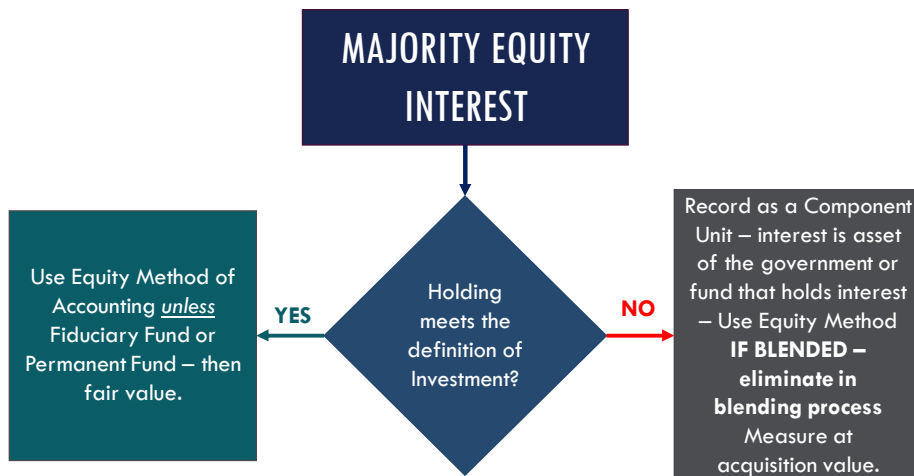 MAJORITY EQUITY
INTEREST
Use Equity Method of
Accounting unless
Fiduciary Fund or
Permanent Fund – then
fair value.
YES
Holding
meets the
definition of
Investment?
NO
Record as a Component
Unit – interest is asset
of the government or
fund that holds interest
– Use Equity Method
IF BLENDED –
eliminate in
blending process
Measure at
acquisition value.